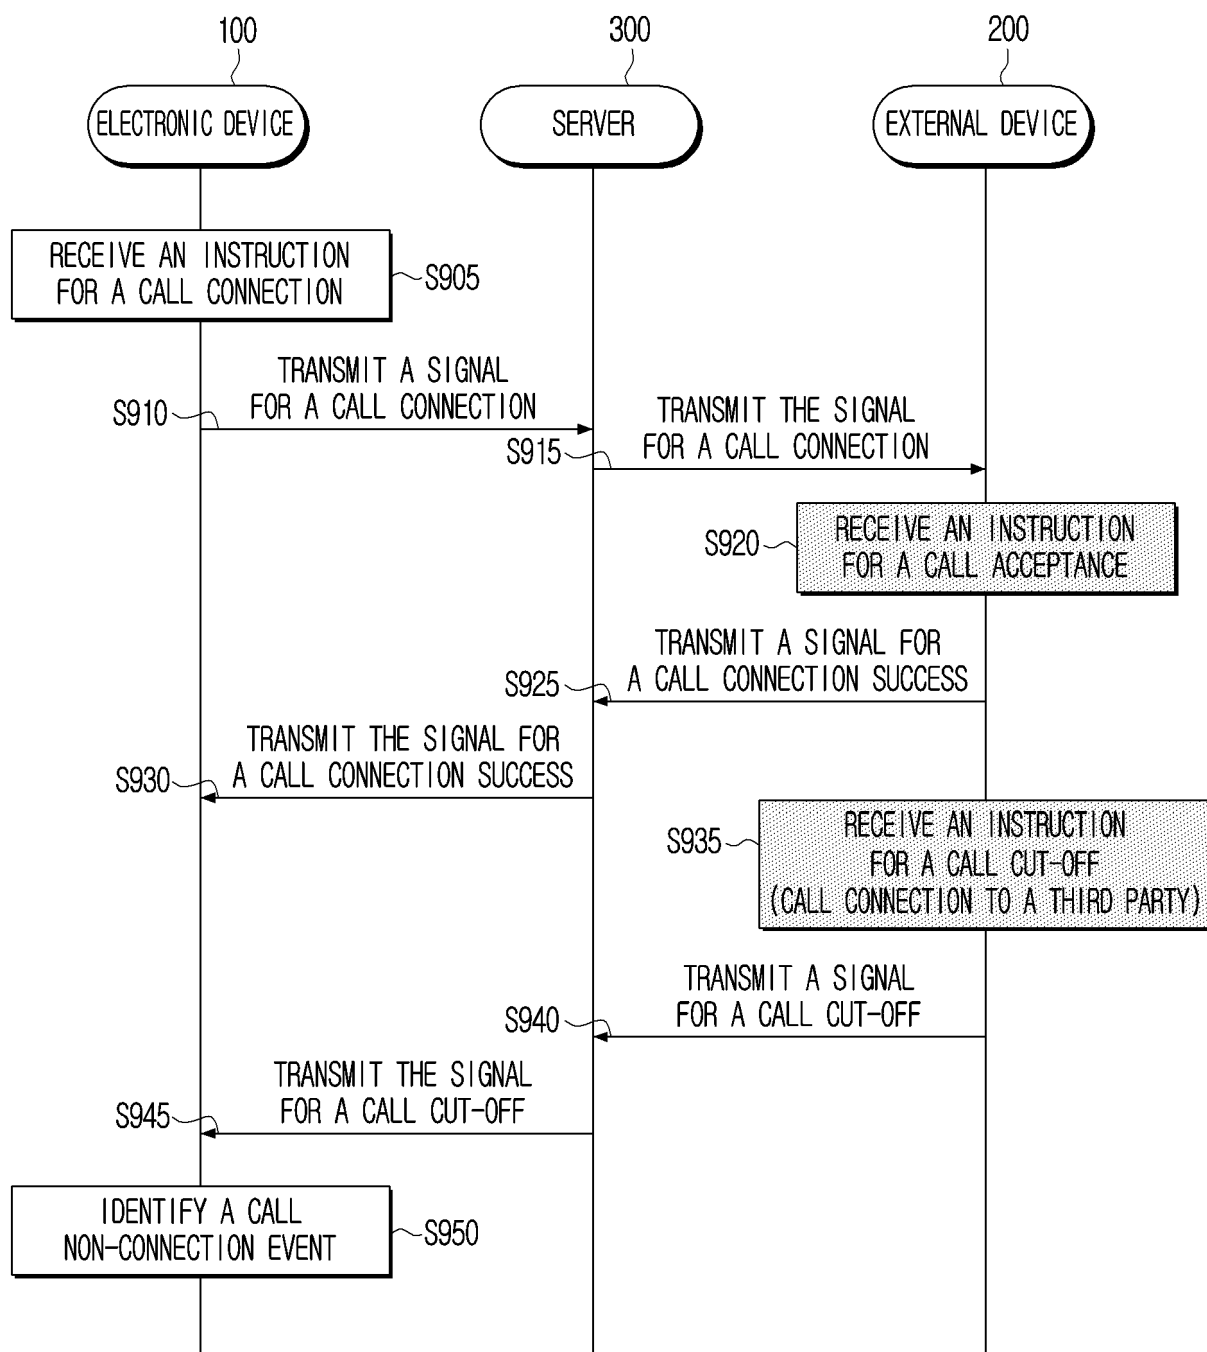 100
300
200
ELECTRONIC DEVICE
SERVER
EXTERNAL DEVICE
RECEIVE AN INSTRUCTION
FOR A CALL CONNECTION
S905
TRANSMIT A SIGNAL
FOR A CALL CONNECTION
S910
TRANSMIT THE SIGNAL
FOR A CALL CONNECTION
S915
RECEIVE AN INSTRUCTION
FOR A CALL ACCEPTANCE
S920
TRANSMIT A SIGNAL FOR
A CALL CONNECTION SUCCESS
S925
TRANSMIT THE SIGNAL FOR
A CALL CONNECTION SUCCESS
S930
RECEIVE AN INSTRUCTION
FOR A CALL CUT-OFF
(CALL CONNECTION TO A THIRD PARTY)
S935
TRANSMIT A SIGNAL
FOR A CALL CUT-OFF
S940
TRANSMIT THE SIGNAL
FOR A CALL CUT-OFF
S945
IDENTIFY A CALL
NON-CONNECTION EVENT
S950